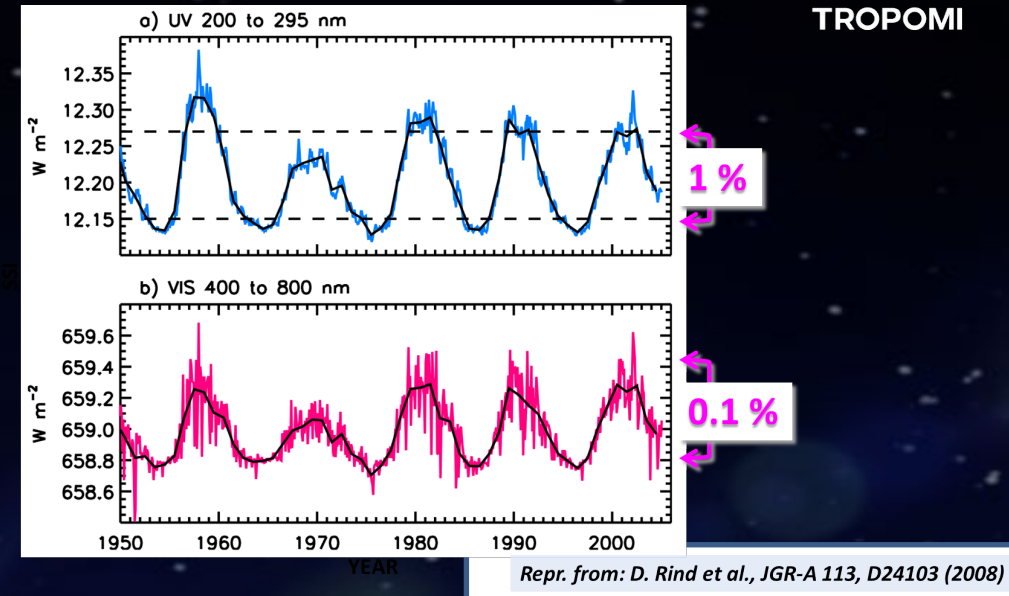 a) UV 200 to 295 nm
TROPOMI
12.35
12.30
12.25
12.20
12.15
W m⁻²
1 %
SSI
b) VIS 400 to 800 nm
659.6
659.4
659.2
659.0
658.8
658.6
W m⁻²
0.1 %
1950 1960 1970 1980 1990 2000
YEAR
Repr. from: D. Rind et al., JGR-A 113, D24103 (2008)